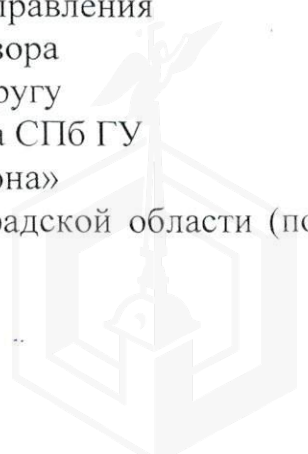 правления
вора
ругу
а СПб ГУ
она»
радской области (по